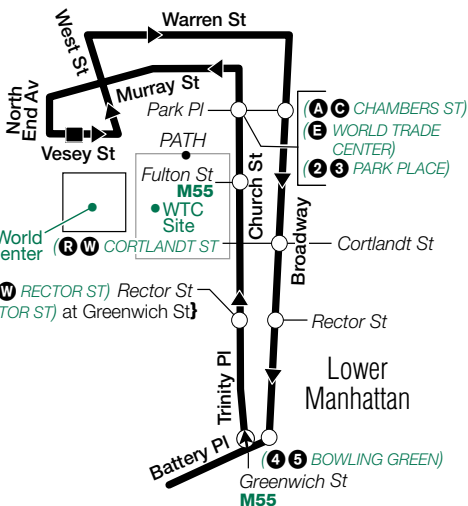 Warren St
West St
Murray St
North
End Av
Vesey St
Park Pl
(A C CHAMBERS ST)
(E WORLD TRADE
CENTER)
(2 3 PARK PLACE)
PATH
Fulton St
M55
WTC
Site
Church St
Broadway
World
enter
(R W CORTLANDT ST
Cortlandt St
W RECTOR ST) Rector St
TOR ST) at Greenwich St}
Rector St
Trinity Pl
Lower
Manhattan
Battery Pl
(4 5 BOWLING GREEN)
Greenwich St
M55